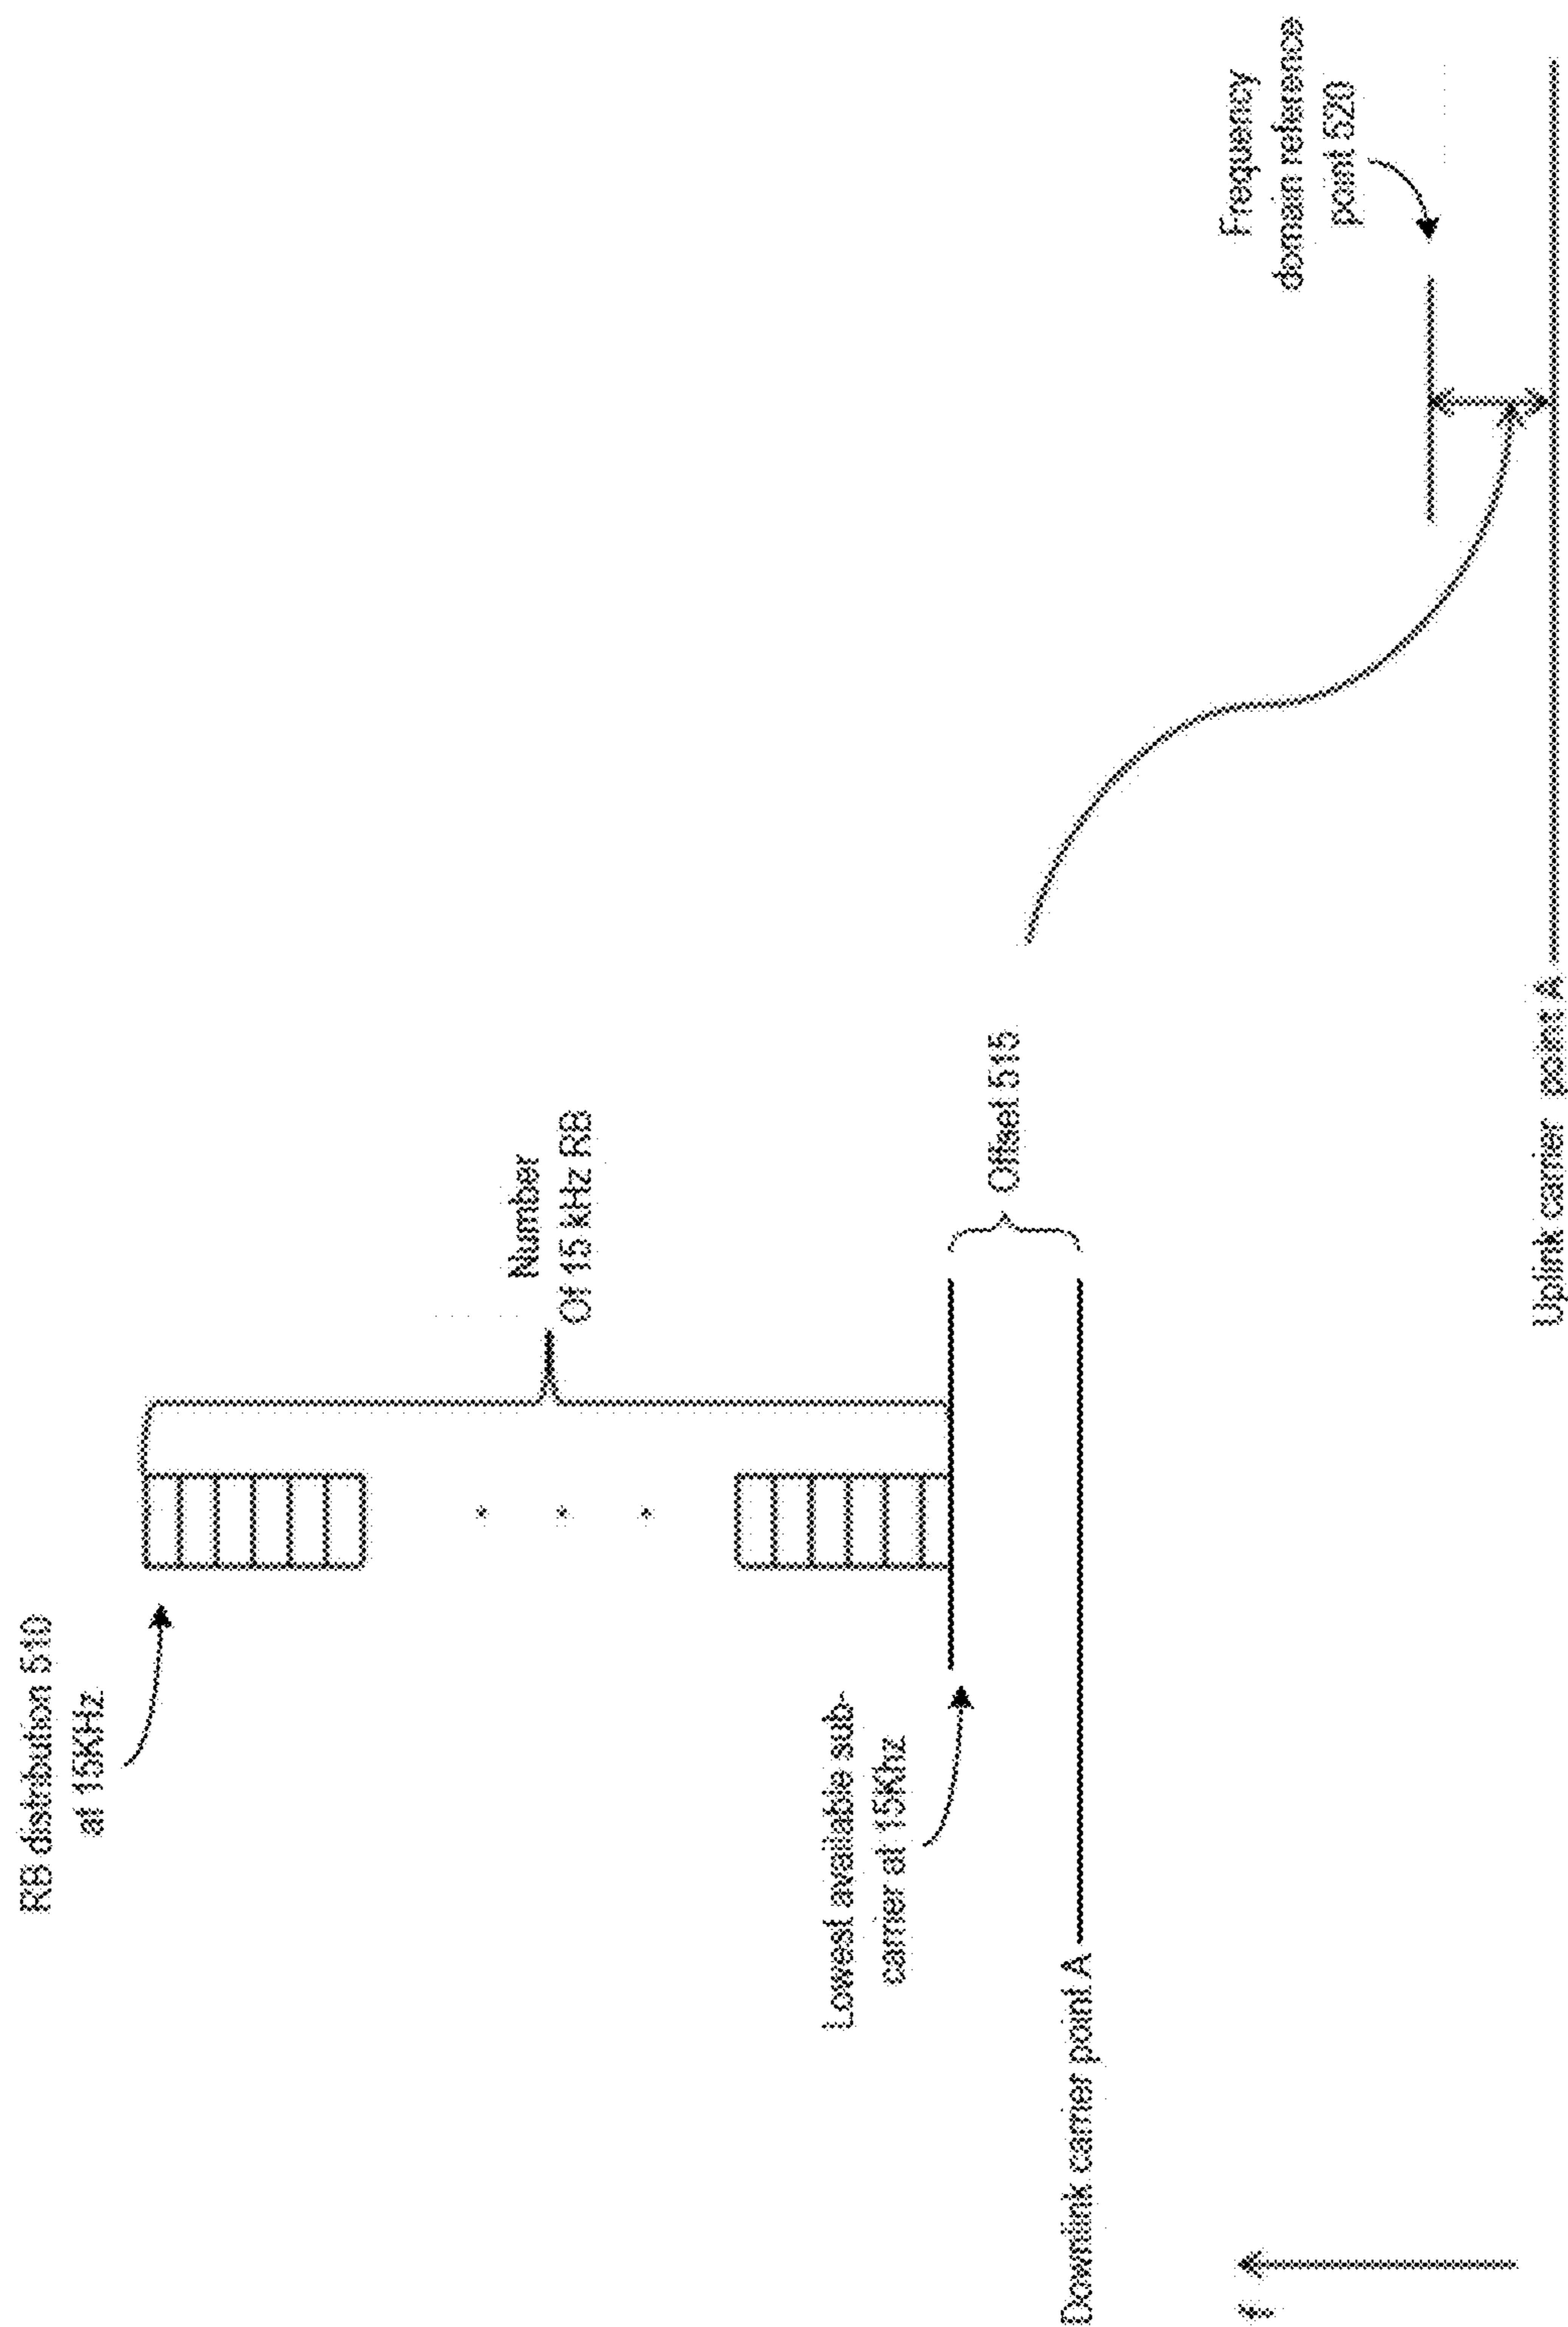 RB distribution 510
at 15KHz
Number
Of 15 kHz RB
Lowest available sub-
carrier at 15Khz
Offset 515
Downlink carrier point A
Frequency
domain reference
point 520
Uplink carrier point A
f